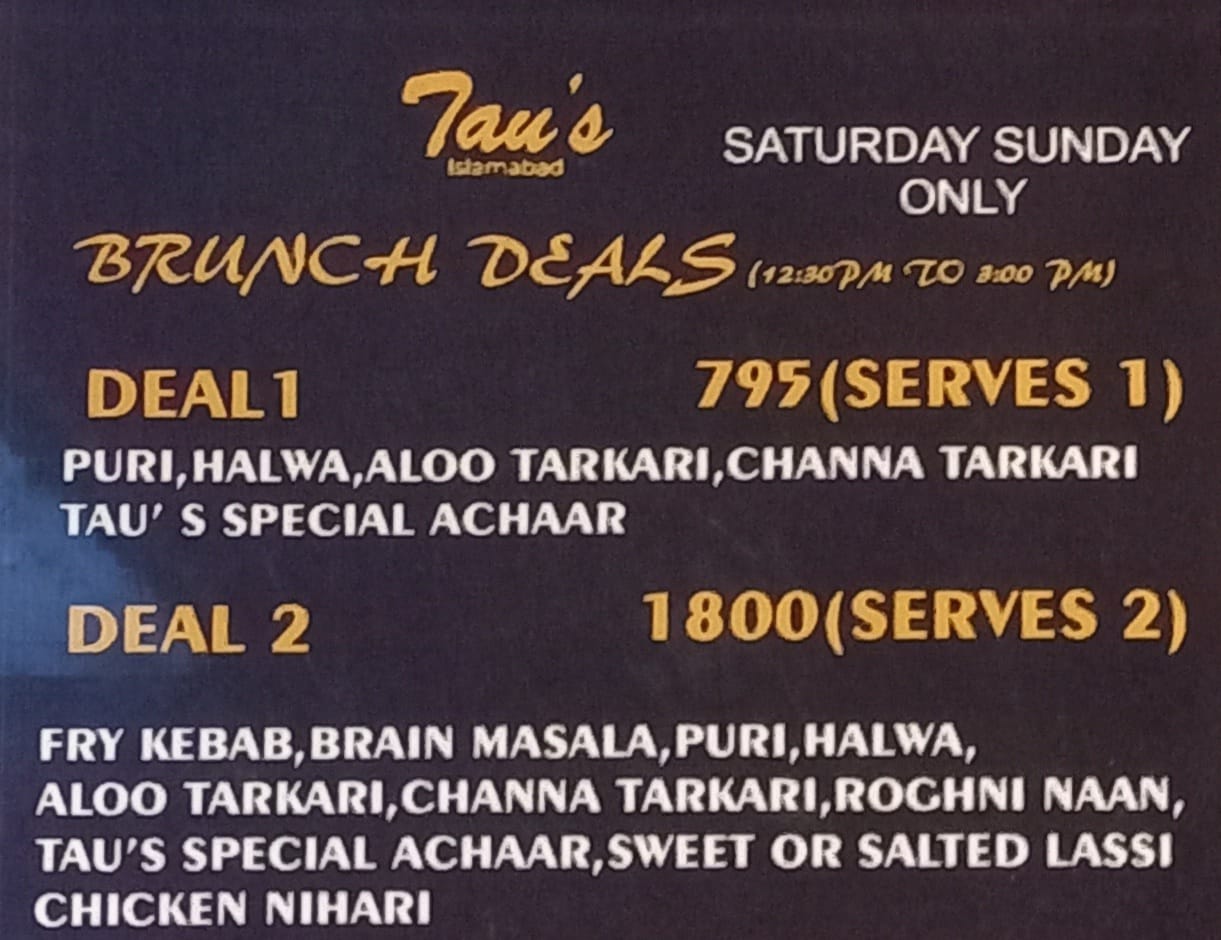 Tau's
Islamabad
SATURDAY SUNDAY
ONLY
BRUNCH DEALS (12:30PM TO 3:00 PM)
DEAL1 795(SERVES 1)
PURI,HALWA,ALOO TARKARI,CHANNA TARKARI
TAU' S SPECIAL ACHAAR
DEAL 2 1800(SERVES 2)
FRY KEBAB,BRAIN MASALA,PURI,HALWA,
ALOO TARKARI,CHANNA TARKARI,ROGHNI NAAN,
TAU'S SPECIAL ACHAAR,SWEET OR SALTED LASSI
CHICKEN NIHARI